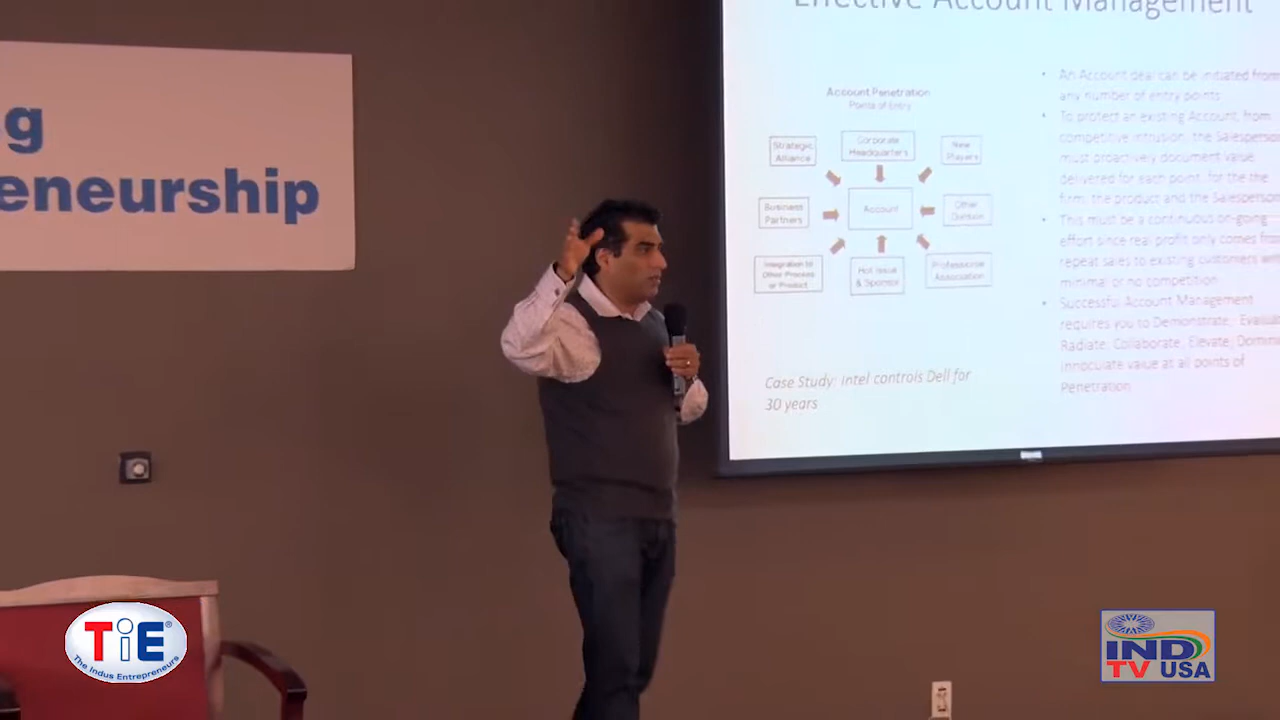 g
eneurship
Effective Account Management
Account Penetration
Points of Entry
Strategic
Alliance
Corporate
Headquarters
New
Players
Business
Partners
Account
Other
Integration to
Other Process
or Product
Hot Issue
& Sponsor
Professional
Association
Case Study: Intel controls Dell for
30 years
• An Account deal can be initiated from
any number of entry points
• To protect an existing Account, from
competitive intrusion, the Salesperson
must proactively document value
delivered for each point, for the the
firm, the product and the Salesperson
• This must be a continuous on-going
effort since real profit only comes from
repeat sales to existing customers with
minimal or no competition.
• Successful Account Management
requires you to Demonstrate, Evalua
Radiate, Collaborate, Elevate, Domin
Innoculate value at all points of
Penetration
TiE®
The Indus Entrepreneurs
IND
TV USA